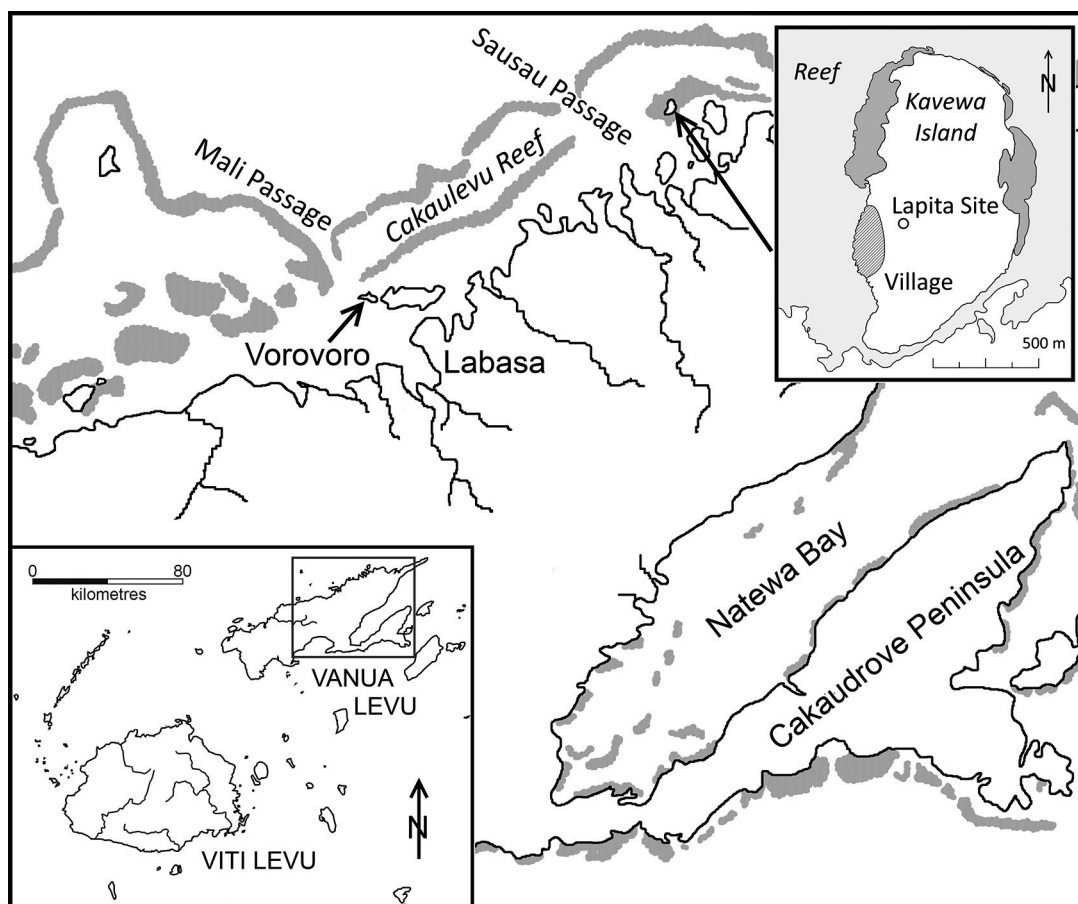 Sausau Passage
Mali Passage
Cakaulevu Reef
Vorovoro
Labasa
Reef
N
Kavewa
Island
Lapita Site
Village
500 m
Natewa Bay
Cakaudrove Peninsula
0 80
kilometres
VANUA
LEVU
N
VITI LEVU